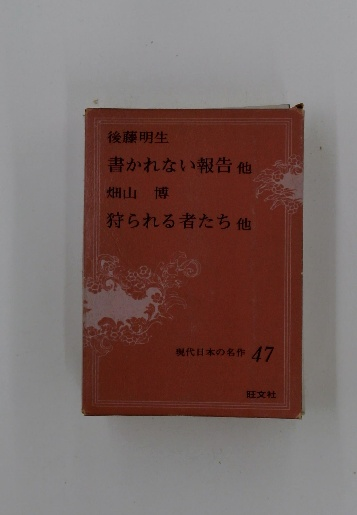 後藤明生
書かれない報告 他
畑山 博
狩られる者たち 他
現代日本の名作 47
旺文社